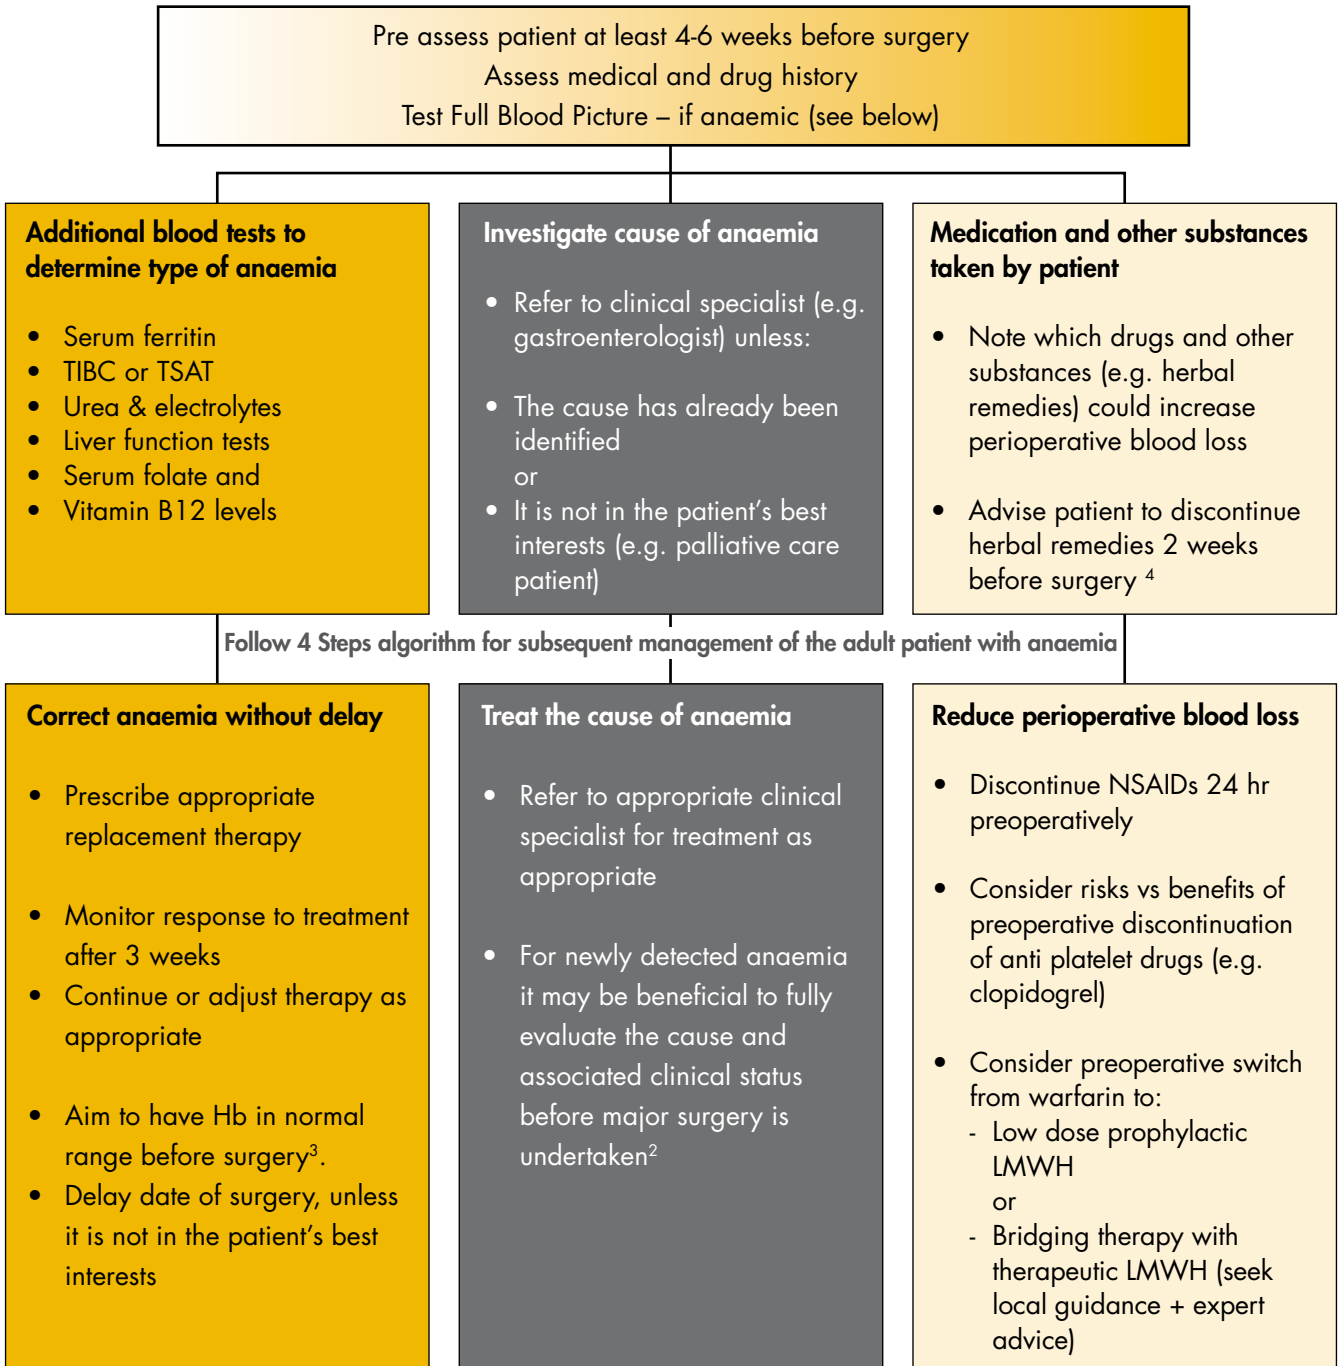 Pre assess patient at least 4-6 weeks before surgery
Assess medical and drug history
Test Full Blood Picture – if anaemic (see below)
Additional blood tests to
determine type of anaemia
• Serum ferritin
• TIBC or TSAT
• Urea & electrolytes
• Liver function tests
• Serum folate and
• Vitamin B12 levels
Investigate cause of anaemia
• Refer to clinical specialist (e.g.
gastroenterologist) unless:
• The cause has already been
identified
or
• It is not in the patient’s best
interests (e.g. palliative care
patient)
Medication and other substances
taken by patient
• Note which drugs and other
substances (e.g. herbal
remedies) could increase
perioperative blood loss
• Advise patient to discontinue
herbal remedies 2 weeks
before surgery ⁴
Follow 4 Steps algorithm for subsequent management of the adult patient with anaemia
Correct anaemia without delay
• Prescribe appropriate
replacement therapy
• Monitor response to treatment
after 3 weeks
• Continue or adjust therapy as
appropriate
• Aim to have Hb in normal
range before surgery³.
• Delay date of surgery, unless
it is not in the patient’s best
interests
Treat the cause of anaemia
• Refer to appropriate clinical
specialist for treatment as
appropriate
• For newly detected anaemia
it may be beneficial to fully
evaluate the cause and
associated clinical status
before major surgery is
undertaken²
Reduce perioperative blood loss
• Discontinue NSAIDs 24 hr
preoperatively
• Consider risks vs benefits of
preoperative discontinuation
of anti platelet drugs (e.g.
clopidogrel)
• Consider preoperative switch
from warfarin to:
- Low dose prophylactic
LMWH
or
- Bridging therapy with
therapeutic LMWH (seek
local guidance + expert
advice)